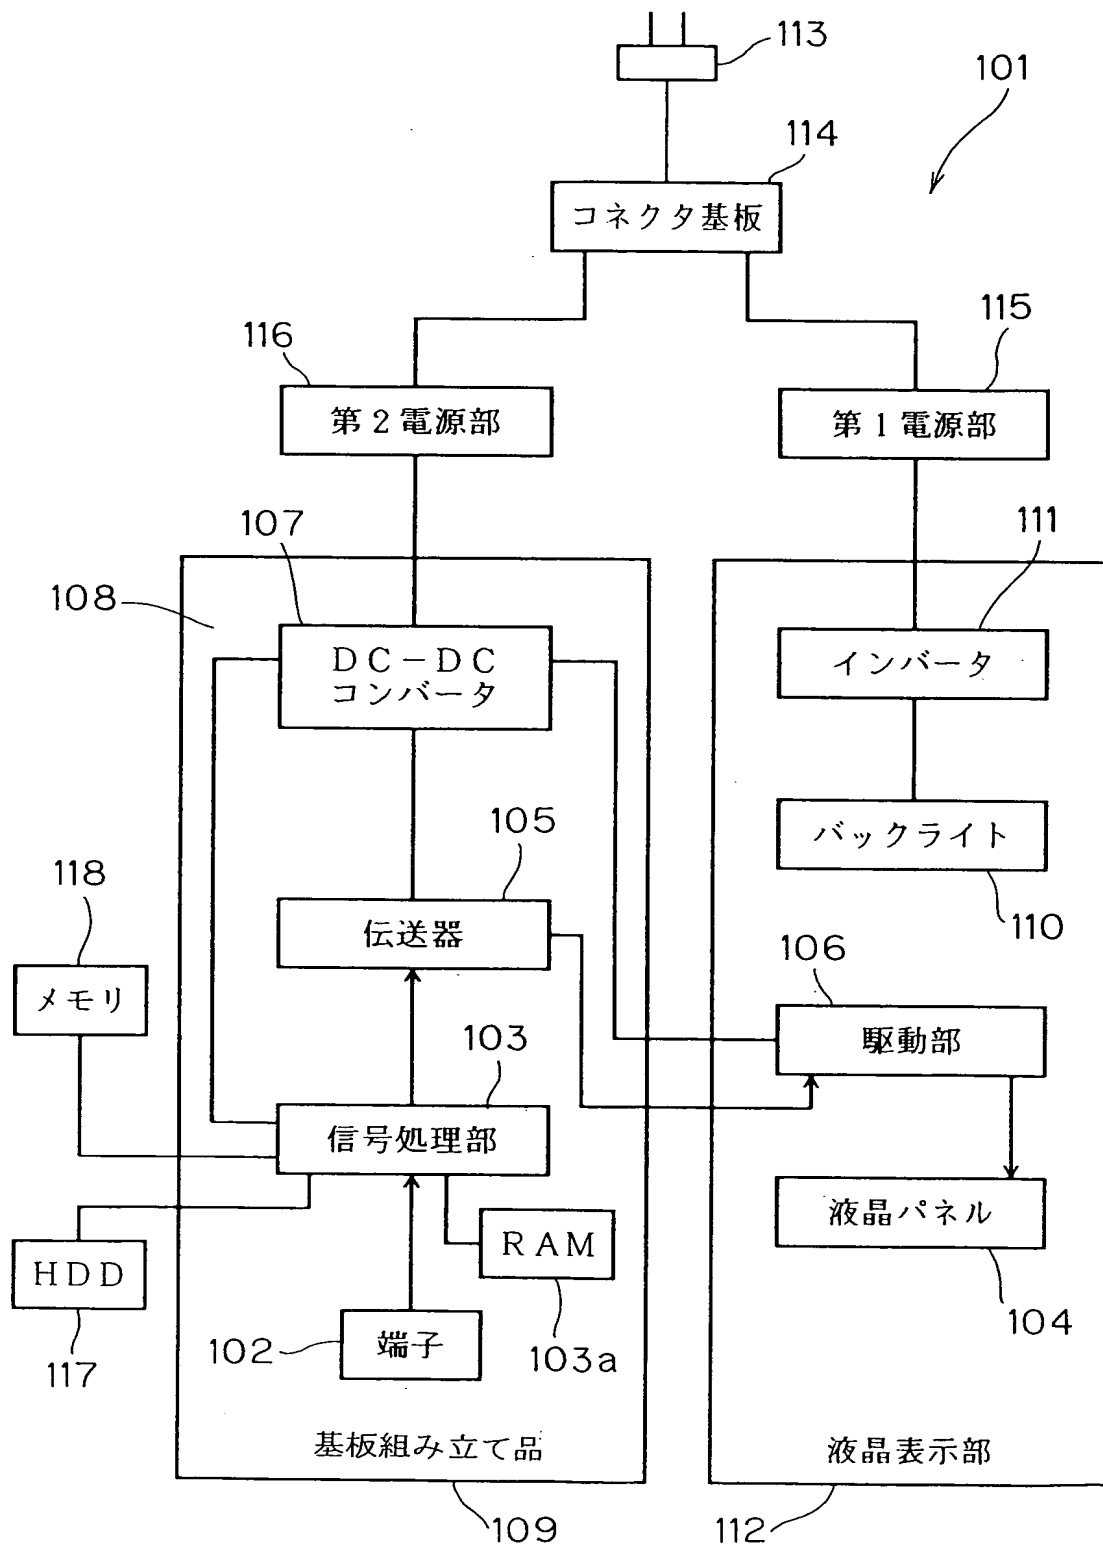 113
101
114
コネクタ基板
116
115
第2電源部
第1電源部
107
111
108
DC-DC
コンバータ
インバータ
105
バックライト
118
伝送器
110
106
メモリ
駆動部
103
信号処理部
液晶パネル
RAM
HDD
104
102
端子
103a
117
基板組み立て品
液晶表示部
109
112